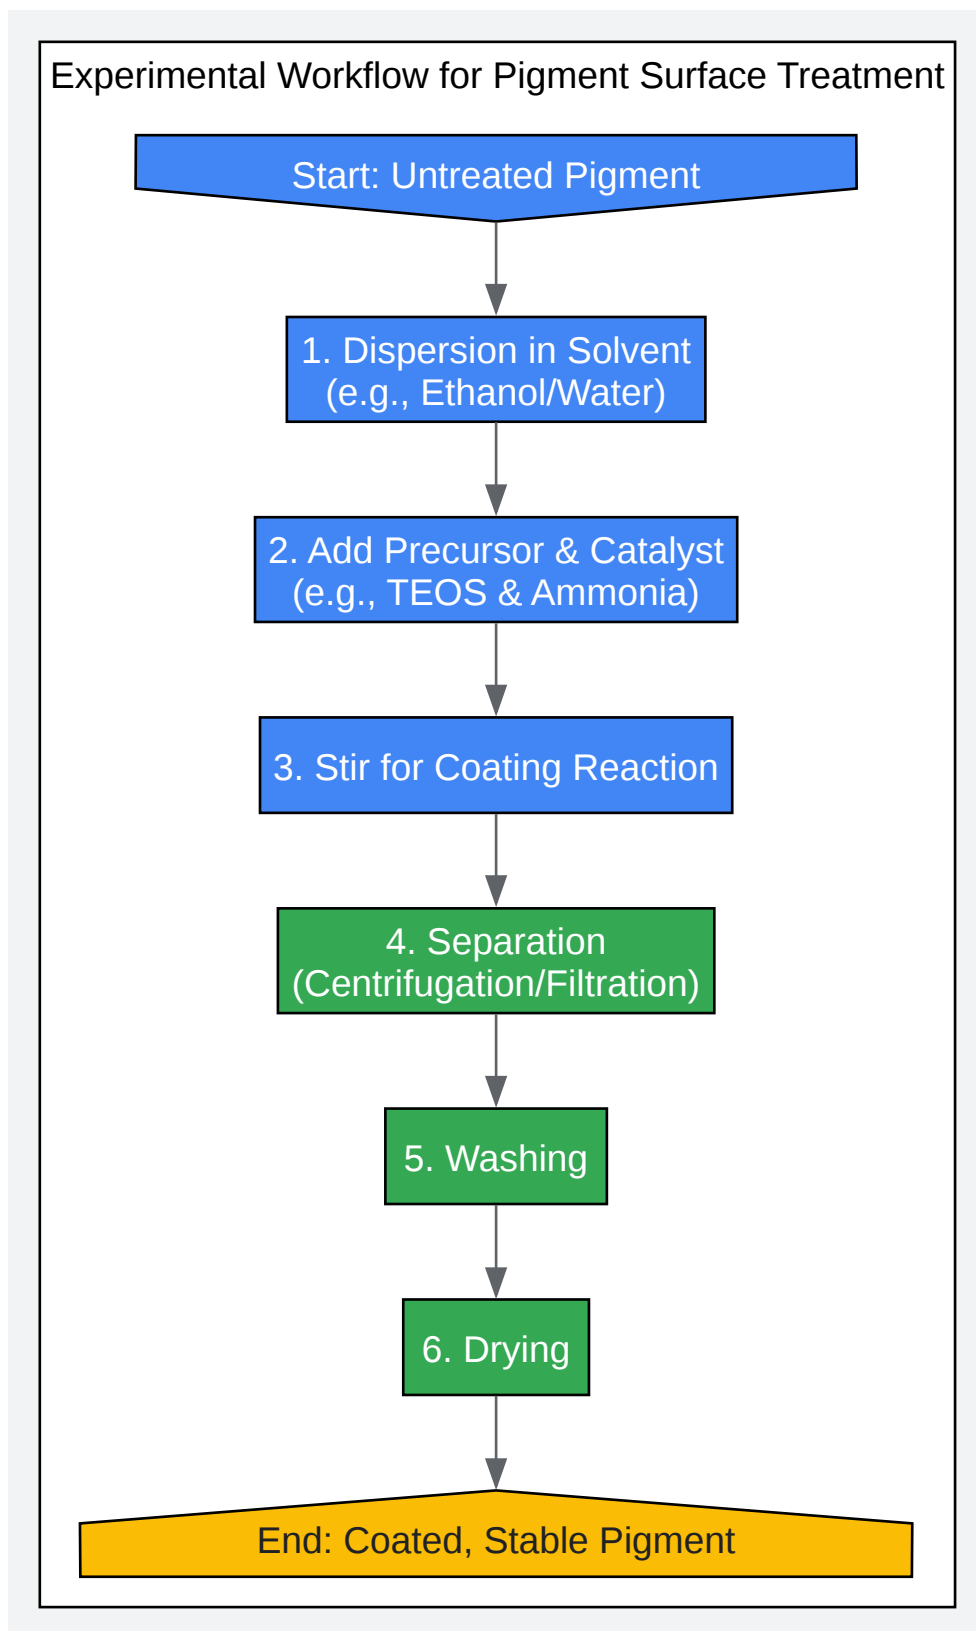 Experimental Workflow for Pigment Surface Treatment
Start: Untreated Pigment
1. Dispersion in Solvent
(e.g., Ethanol/Water)
2. Add Precursor & Catalyst
(e.g., TEOS & Ammonia)
3. Stir for Coating Reaction
4. Separation
(Centrifugation/Filtration)
5. Washing
6. Drying
End: Coated, Stable Pigment